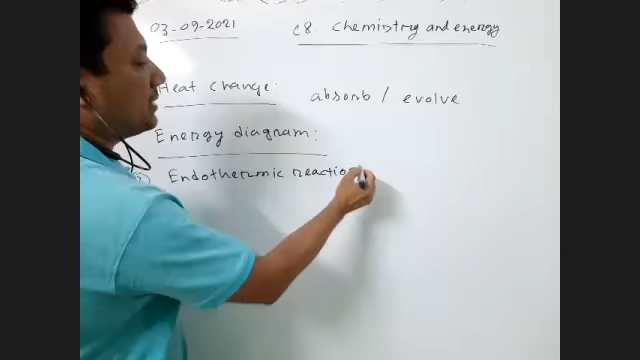 03-09-2021 C8. Chemistry and energy
Heat change: absorb / evolve
Energy diagram:
Endothermic reaction